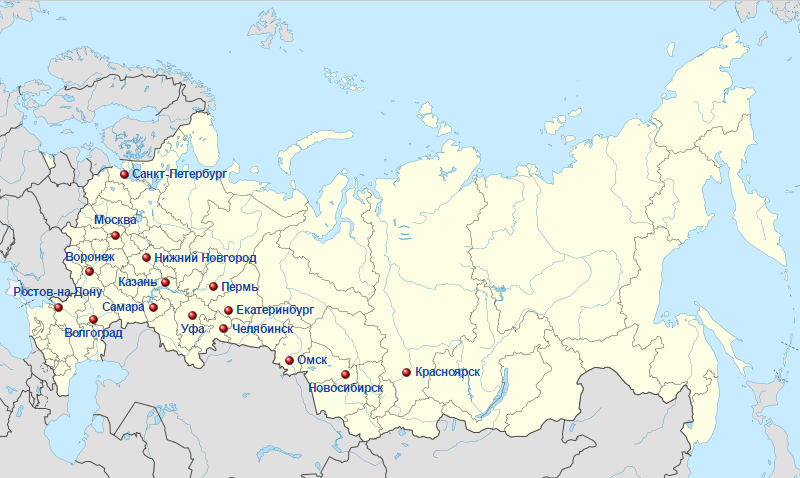 Санкт-Петербург
Москва
Воронеж
Нижний Новгород
Казань
Пермь
Ростов-на-Дону
Самара
Екатеринбург
Волгоград
Уфа
Челябинск
Омск
Новосибирск
Красноярск